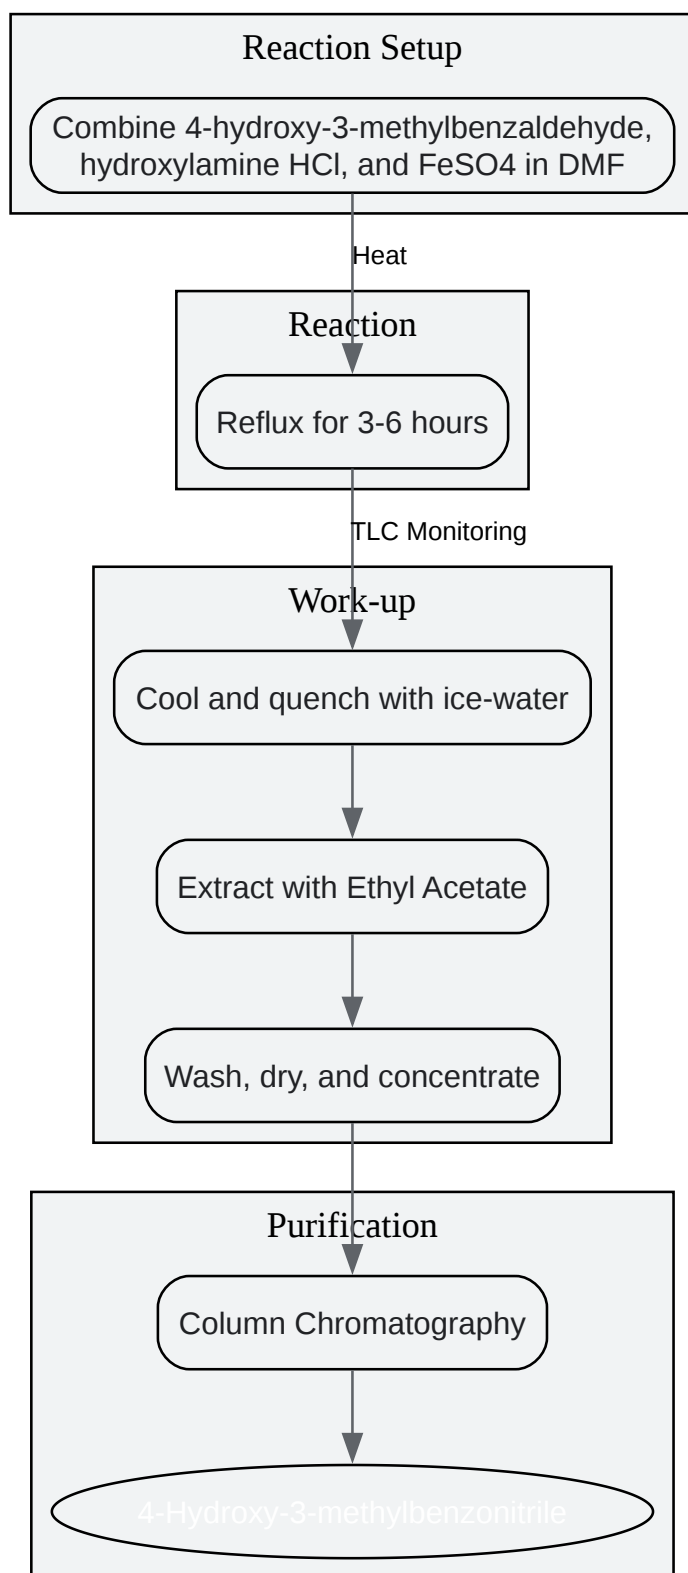 Reaction Setup
Combine 4-hydroxy-3-methylbenzaldehyde,
hydroxylamine HCl, and FeSO4 in DMF
Heat
Reaction
Reflux for 3-6 hours
TLC Monitoring
Work-up
Cool and quench with ice-water
Extract with Ethyl Acetate
Wash, dry, and concentrate
Purification
Column Chromatography
4-Hydroxy-3-methylbenzonitrile